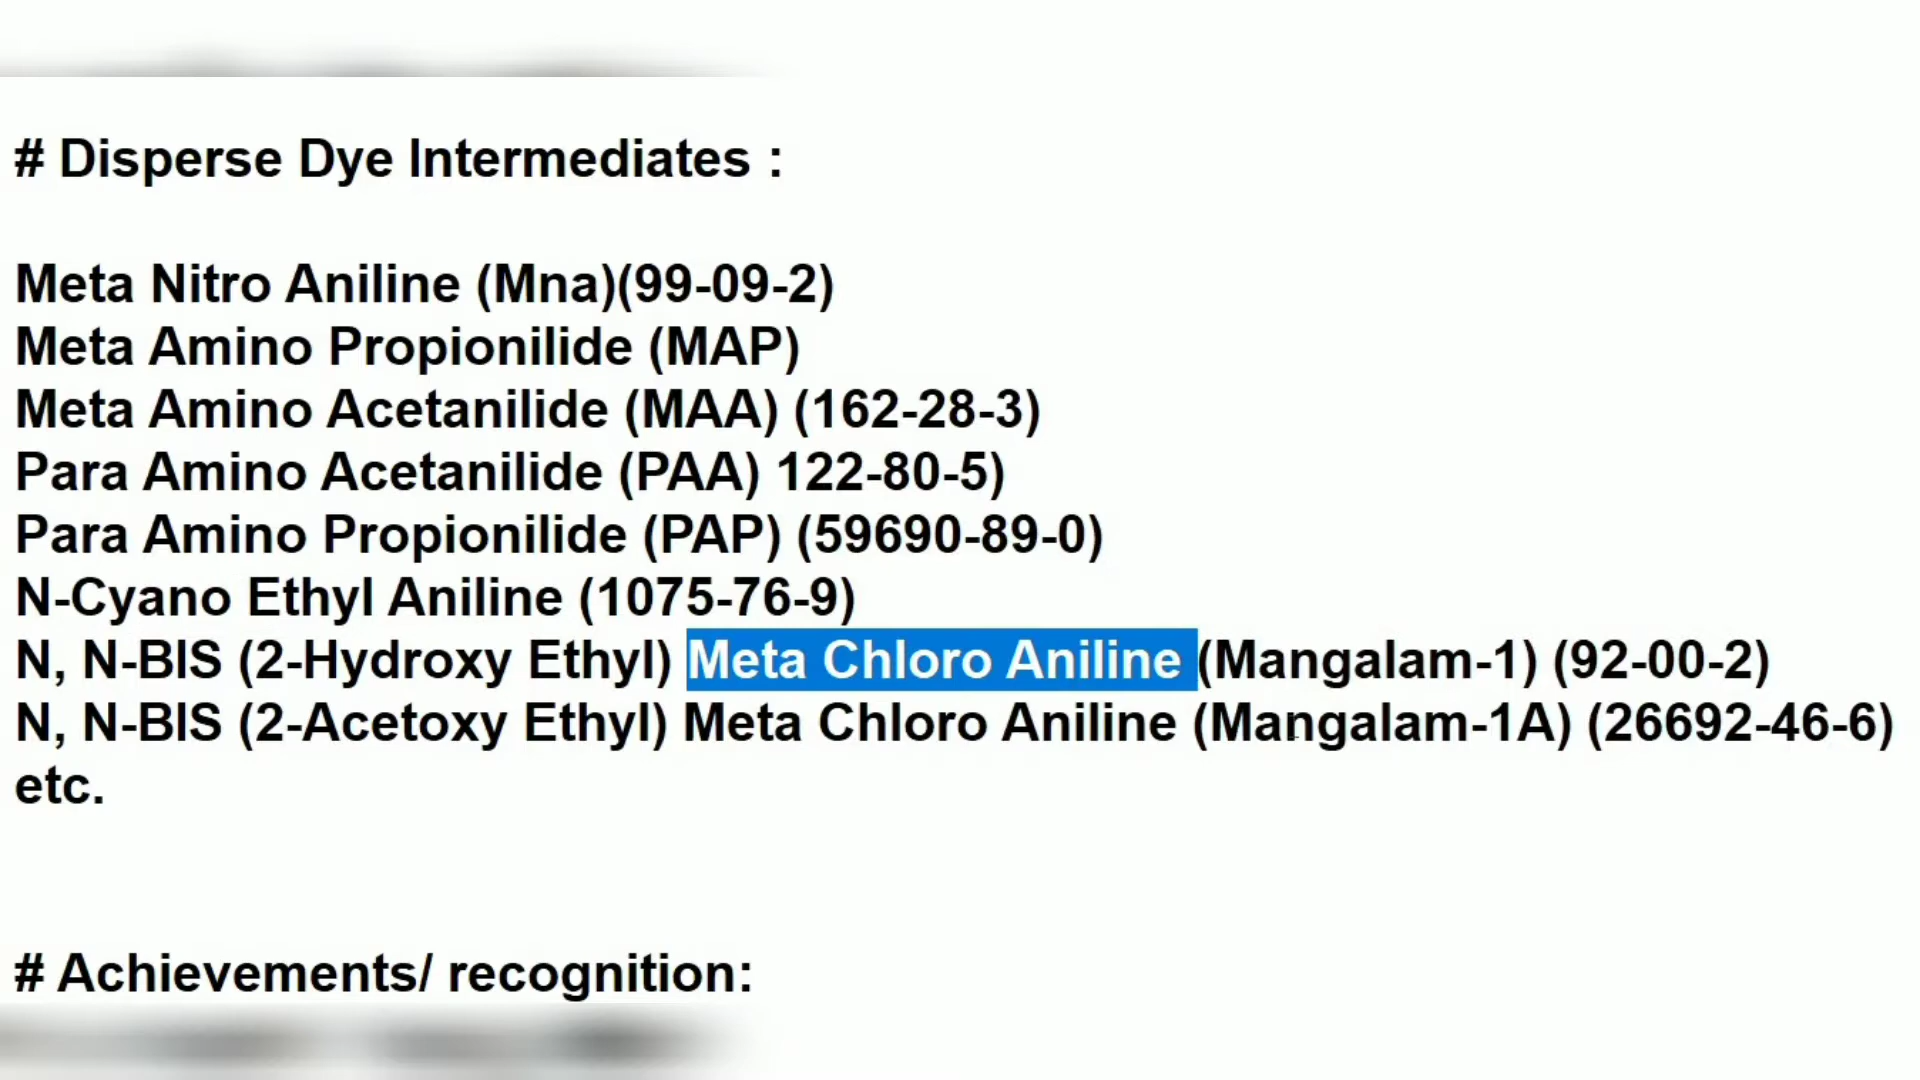 # Disperse Dye Intermediates :
Meta Nitro Aniline (Mna)(99-09-2)
Meta Amino Propionilide (MAP)
Meta Amino Acetanilide (MAA) (162-28-3)
Para Amino Acetanilide (PAA) 122-80-5)
Para Amino Propionilide (PAP) (59690-89-0)
N-Cyano Ethyl Aniline (1075-76-9)
N, N-BIS (2-Hydroxy Ethyl) Meta Chloro Aniline (Mangalam-1) (92-00-2)
N, N-BIS (2-Acetoxy Ethyl) Meta Chloro Aniline (Mangalam-1A) (26692-46-6)
etc.
# Achievements/ recognition: